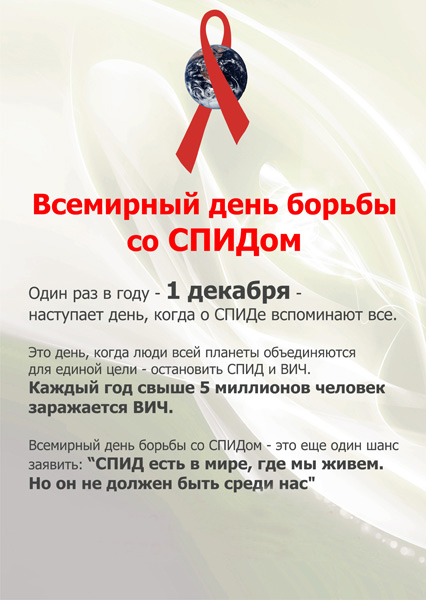 Всемирный день борьбы
со СПИДом
Один раз в году - 1 декабря -
наступает день, когда о СПИДе вспоминают все.
Это день, когда люди всей планеты объединяются
для единой цели - остановить СПИД и ВИЧ.
Каждый год свыше 5 миллионов человек
заражается ВИЧ.
Всемирный день борьбы со СПИДом - это еще один шанс
заявить: “СПИД есть в мире, где мы живем.
Но он не должен быть среди нас"